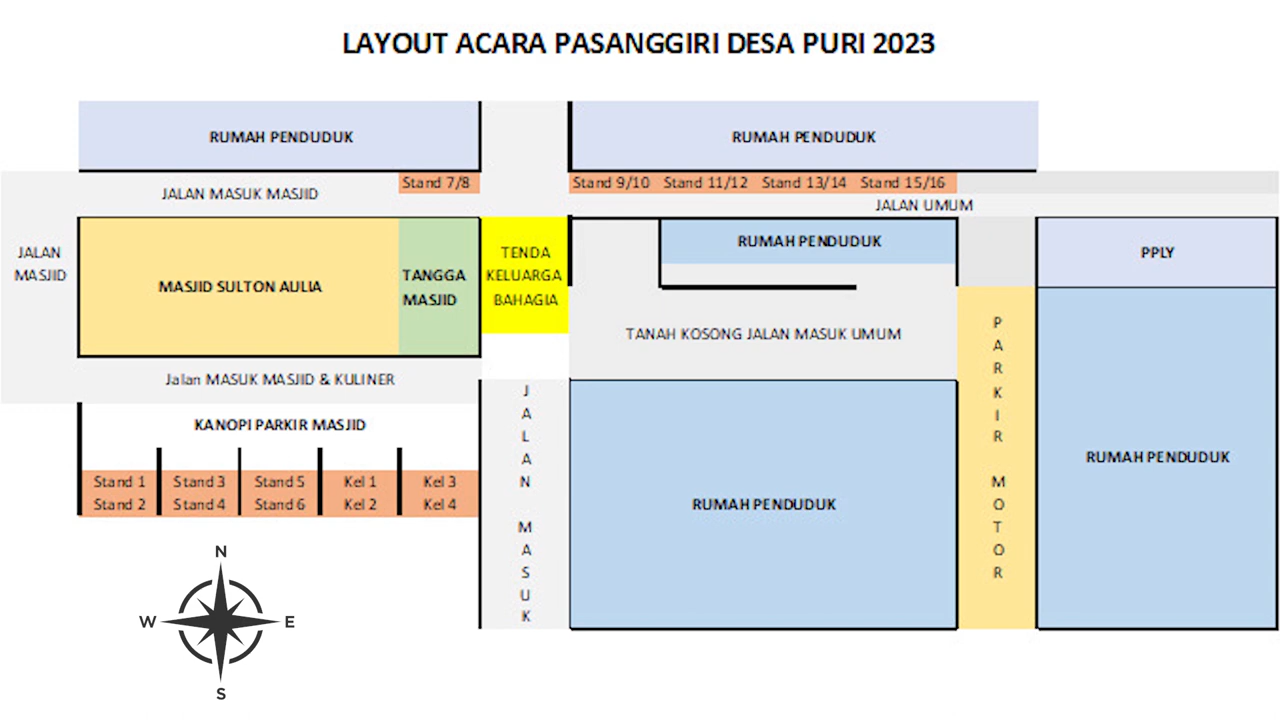 LAYOUT ACARA PASANGGIRI DESA PURI 2023
RUMAH PENDUDUK
RUMAH PENDUDUK
Stand 7/8
Stand 9/10
Stand 11/12
Stand 13/14
Stand 15/16
JALAN MASUK MASJID
JALAN UMUM
JALAN
MASJID
MASJID SULTON AULIA
TANGGA
MASJID
TENDA
KELUARGA
BAHAGIA
RUMAH PENDUDUK
PPLY
TANAH KOSONG JALAN MASUK UMUM
PARKIR MOTOR
Jalan MASUK MASJID & KULINER
JALAN MASUK
KANOPI PARKIR MASJID
RUMAH PENDUDUK
RUMAH PENDUDUK
Stand 1
Stand 2
Stand 3
Stand 4
Stand 5
Stand 6
Kel 1
Kel 2
Kel 3
Kel 4
N
W
E
S